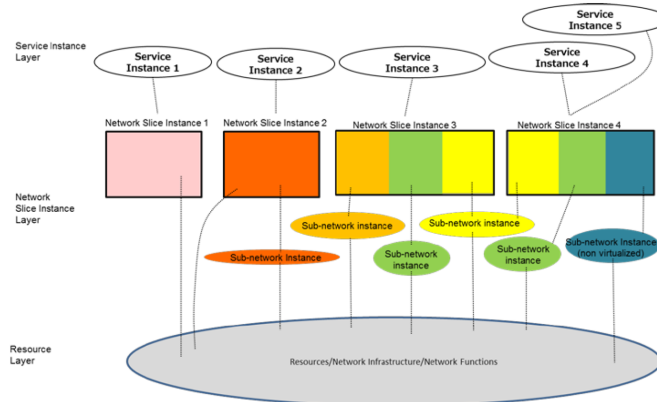 Service Instance
Layer
Service
Instance 1
Service
Instance 2
Service
Instance 3
Service
Instance 4
Service
Instance 5
Network Slice Instance 1
Network Slice Instance 2
Network Slice Instance 3
Network Slice Instance 4
Network
Slice Instance
Layer
Sub-network Instance
Sub-network instance
Sub-network
instance
Sub-network instance
Sub-network
instance
Sub-network Instance
(non virtualized)
Resource
Layer
Resources/Network Infrastructure/Network Functions